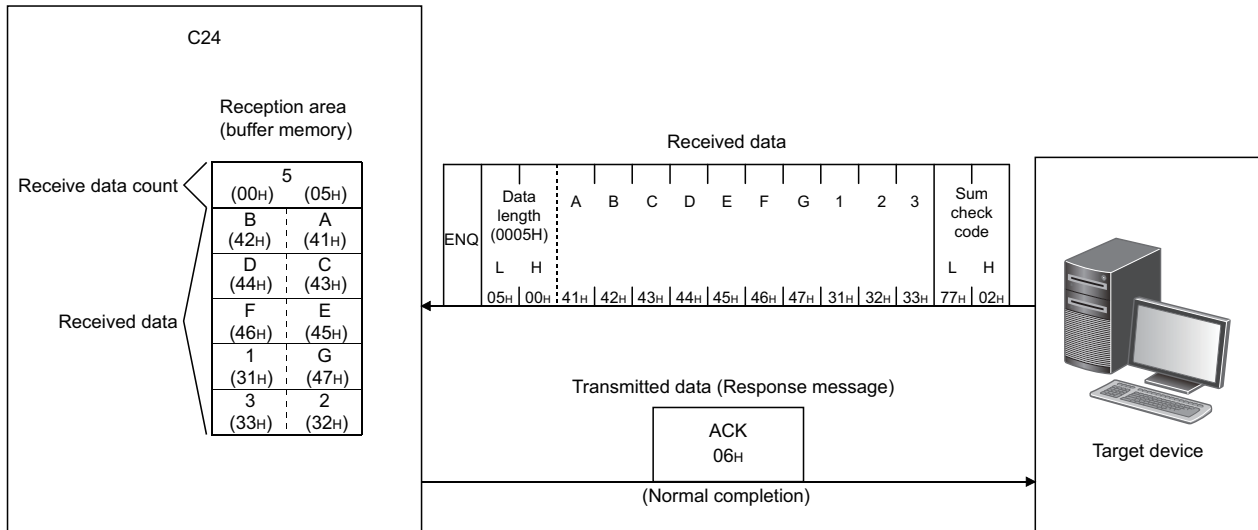 C24
Reception area
(buffer memory)
Receive data count
5
(00H) (05H)
Received data
B A
(42H) (41H)
D C
(44H) (43H)
F E
(46H) (45H)
1 G
(31H) (47H)
3 2
(33H) (32H)
Received data
ENQ
Data
length
(0005H)
L H
A B C D E F G 1 2 3
Sum
check
code
L H
05H 00H 41H 42H 43H 44H 45H 46H 47H 31H 32H 33H 77H 02H
Transmitted data (Response message)
ACK
06H
(Normal completion)
Target device